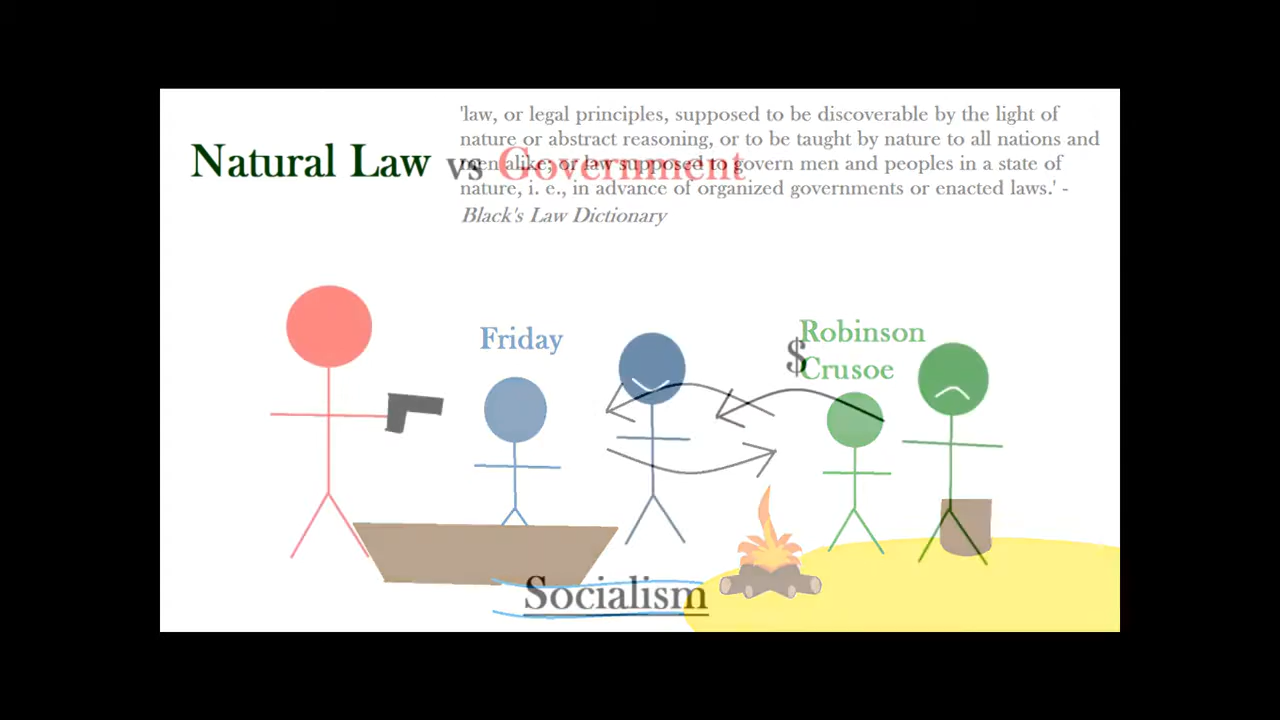 Natural Law vs Government
'law, or legal principles, supposed to be discoverable by the light of
nature or abstract reasoning, or to be taught by nature to all nations and
men alike; or law supposed to govern men and peoples in a state of
nature, i. e., in advance of organized governments or enacted laws.' -
Black's Law Dictionary
Friday
$
Robinson
Crusoe
Socialism